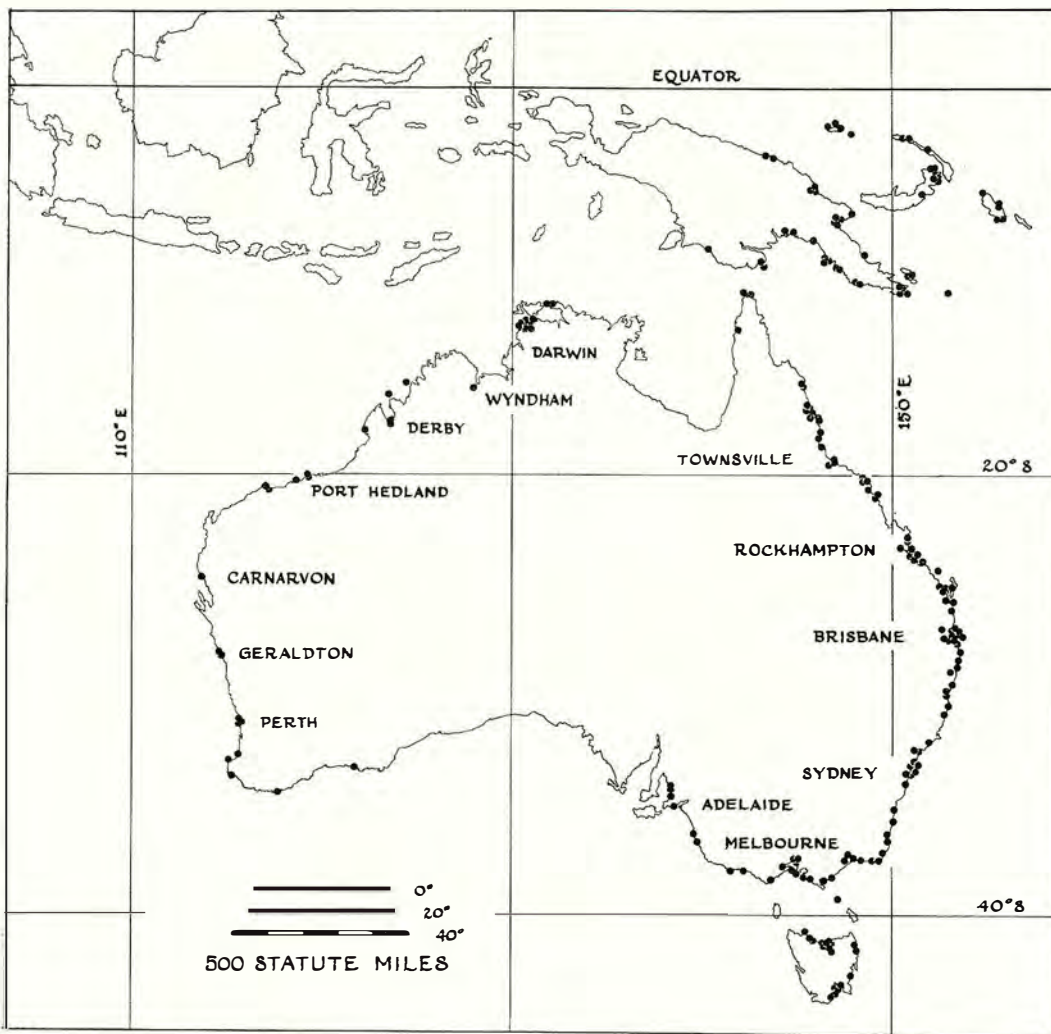 EQUATOR
DARWIN
WYNDHAM
110°E
150°E
DERBY
TOWNSVILLE
20°S
PORT HEDLAND
ROCKHAMPTON
CARNARVON
BRISBANE
GERALDTON
PERTH
SYDNEY
ADELAIDE
MELBOURNE
0°
20°
40°
40°S
500 STATUTE MILES